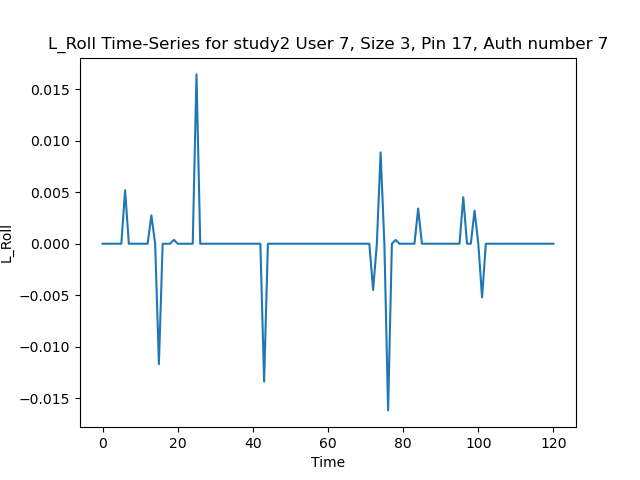 L_Roll Time-Series for study2 User 7, Size 3, Pin 17, Auth number 7
L_Roll
0.015
0.010
0.005
0.000
−0.005
−0.010
−0.015
0 20 40 60 80 100 120
Time